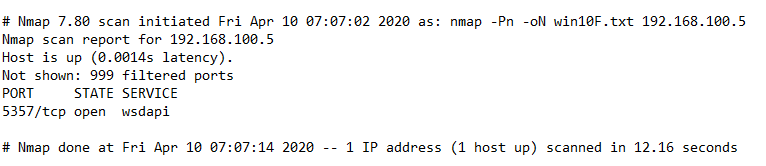 # Nmap 7.80 scan initiated Fri Apr 10 07:07:02 2020 as: nmap -Pn -oN win10F.txt 192.168.100.5
Nmap scan report for 192.168.100.5
Host is up (0.0014s latency).
Not shown: 999 filtered ports
PORT     STATE SERVICE
5357/tcp open  wsdapi
# Nmap done at Fri Apr 10 07:07:14 2020 -- 1 IP address (1 host up) scanned in 12.16 seconds